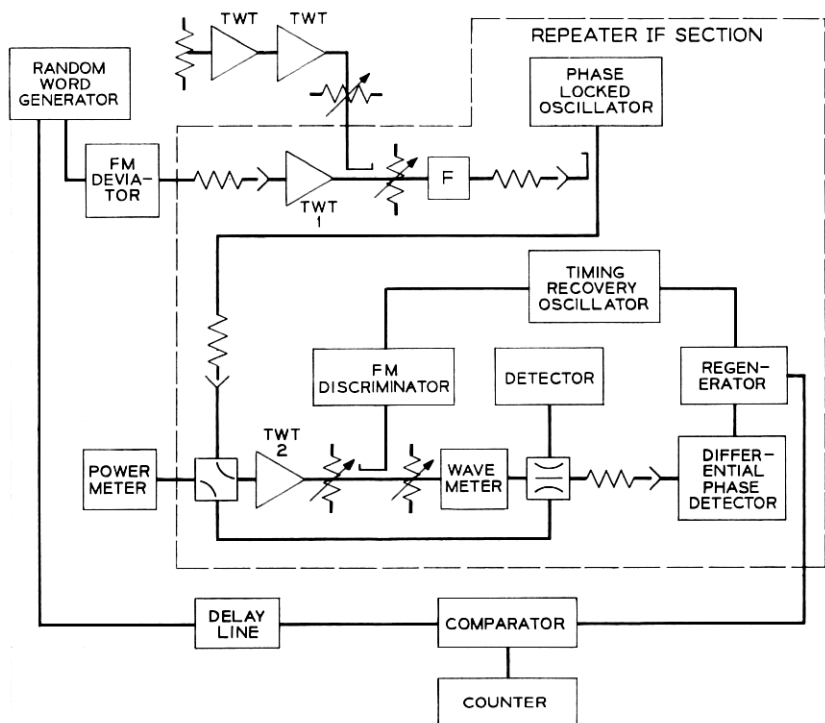 TWT
TWT
REPEATER IF SECTION
RANDOM
WORD
GENERATOR
PHASE
LOCKED
OSCILLATOR
FM
DEVIA-
TOR
TWT
1
F
TIMING
RECOVERY
OSCILLATOR
FM
DISCRIMINATOR
DETECTOR
REGEN-
ERATOR
POWER
METER
TWT
2
WAVE
METER
DIFFER-
ENTIAL
PHASE
DETECTOR
DELAY
LINE
COMPARATOR
COUNTER